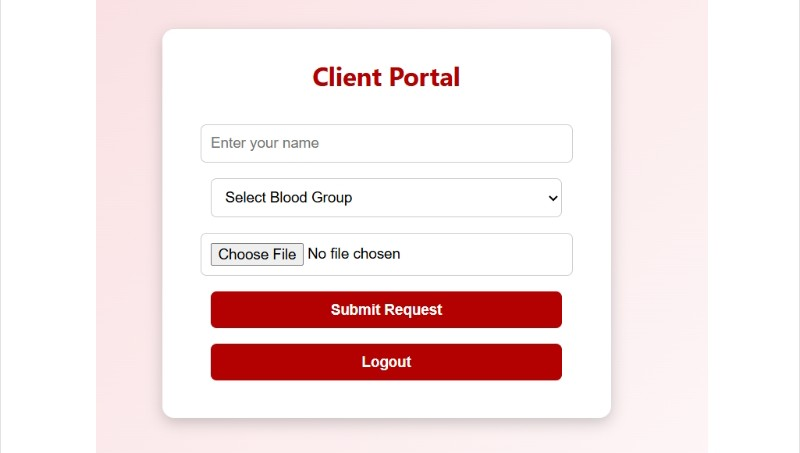 Client Portal
Enter your name
Select Blood Group
Choose File No file chosen
Submit Request
Logout